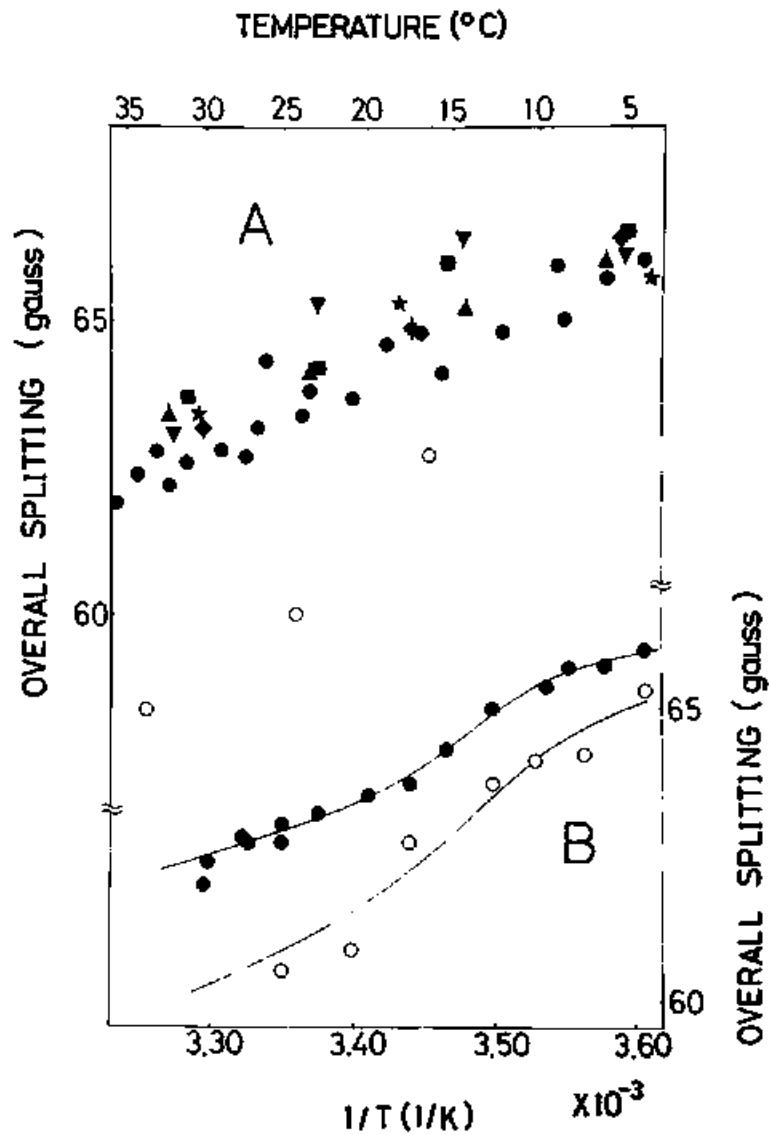 TEMPERATURE (°C)
35 30 25 20 15 10 5
A
OVERALL SPLITTING (gauss)
65
60
OVERALL SPLITTING (gauss)
65
60
B
3.30 3.40 3.50 3.60
1/T (1/K) X10⁻³